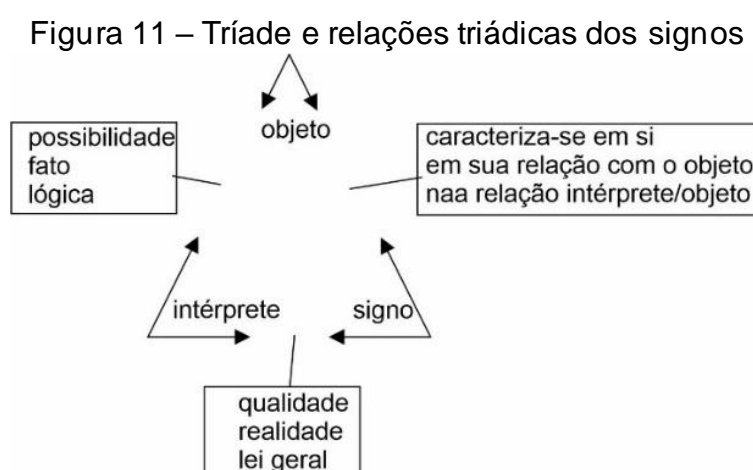 Figura 11 – Tríade e relações triádicas dos signos
objeto
possibilidade
fato
lógica
caracteriza-se em si
em sua relação com o objeto
naa relação intérprete/objeto
intérprete
signo
qualidade
realidade
lei geral